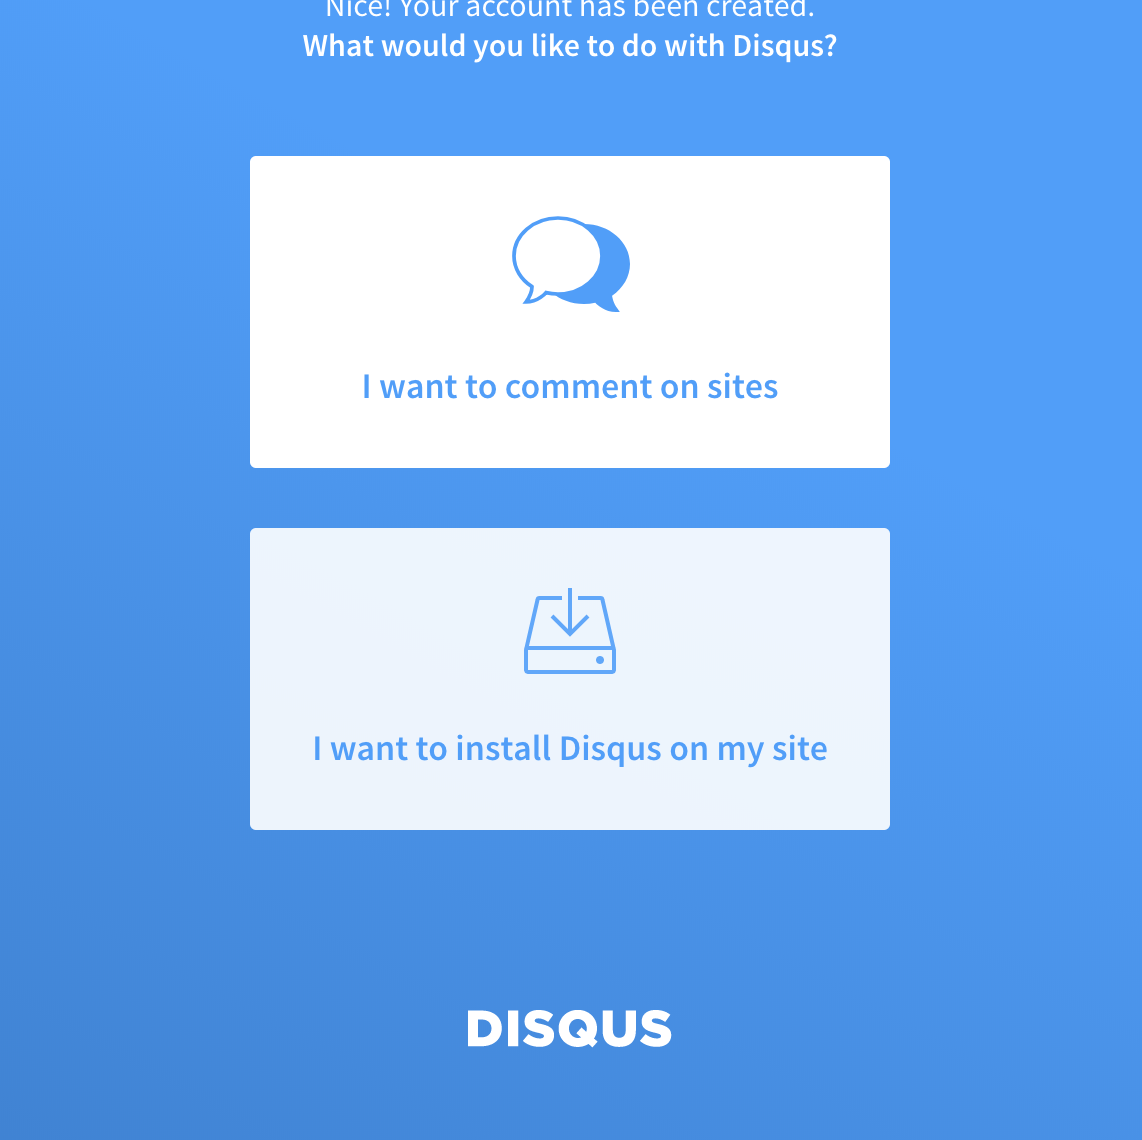 Nice! Your account has been created.
What would you like to do with Disqus?
I want to comment on sites
I want to install Disqus on my site
DISQUS